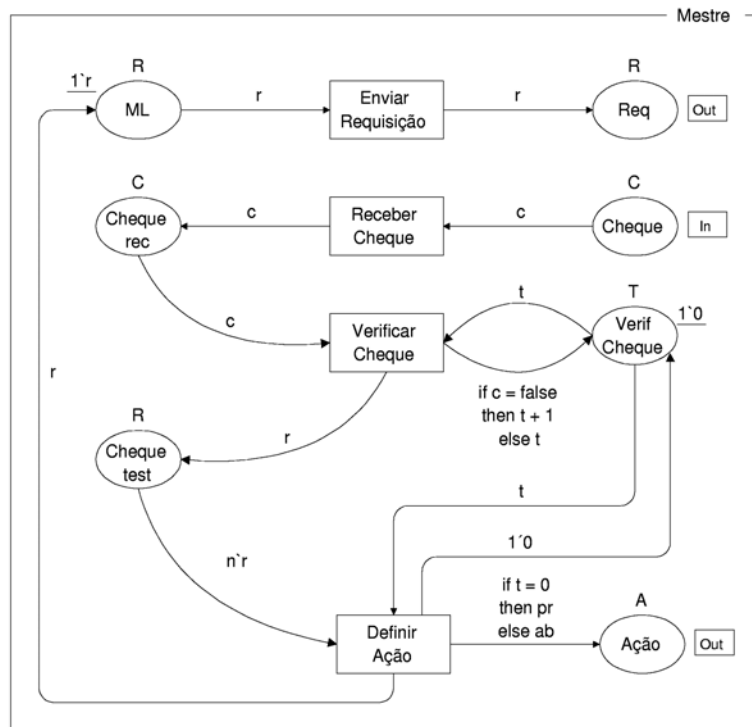 Mestre
R
R
1`r
ML
r
Enviar
Requisição
r
Req
Out
C
C
Cheque
rec
c
Receber
Cheque
c
Cheque
In
T
t
c
Verificar
Cheque
Verif
Cheque
1`0
r
if c = false
then t + 1
else t
R
r
Cheque
test
t
1´0
n`r
if t = 0
then pr
else ab
A
Definir
Ação
Ação
Out